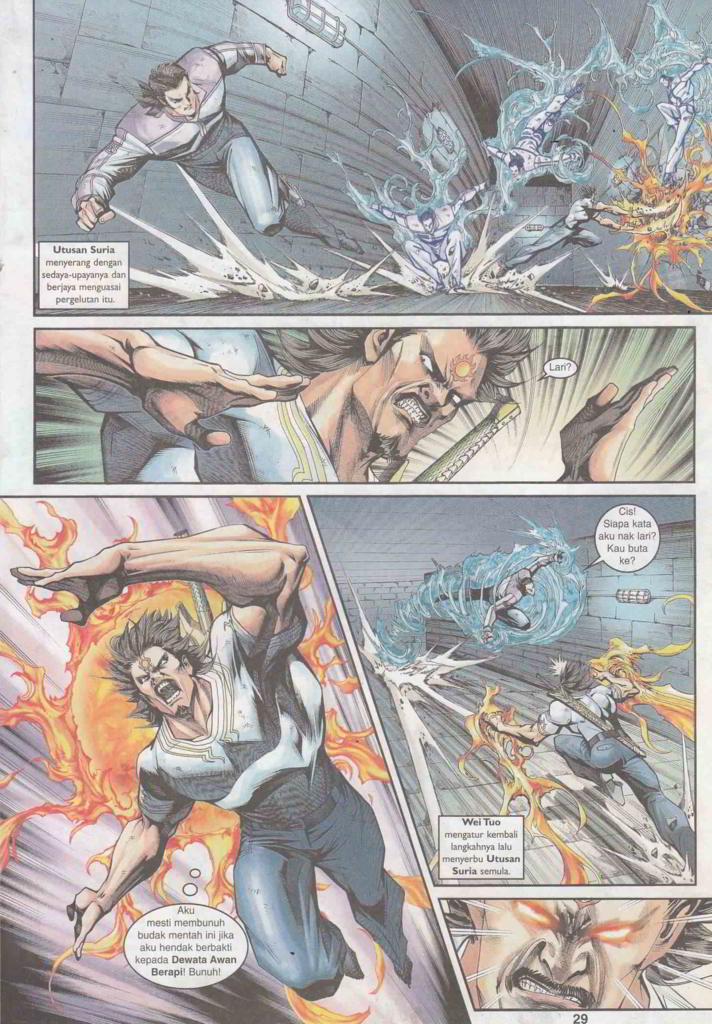 Utusan Suria
menyerang dengan
sedaya-upayanya dan
berjaya menguasai
pergelutan itu.
Lari?
Cis!
Siapa kata
aku nak lari?
Kau buta
ke?
Aku
mesti membunuh
budak mentah ini jika
aku hendak berbakti
kepada Dewata Awan
Berapi! Bunuh!
Wei Tuo
mengatur kembali
langkahnya lalu
menyerbu Utusan
Suria semula.
29